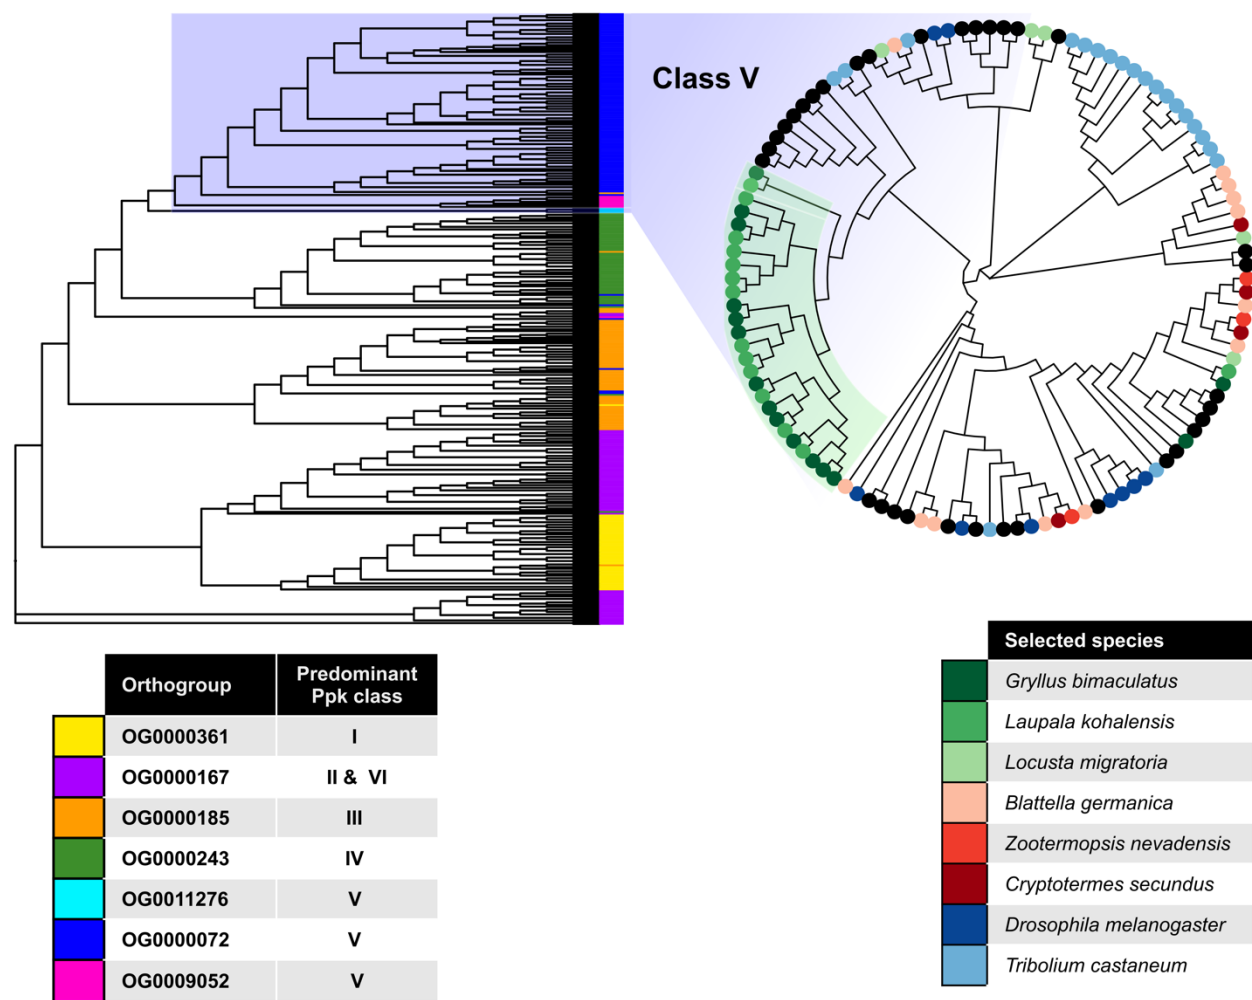 Class V
Orthogroup
Predominant
Ppk class
OG0000361 I
OG0000167 II & VI
OG0000185 III
OG0000243 IV
OG0011276 V
OG0000072 V
OG0009052 V
Selected species
Gryllus bimaculatus
Laupala kohalensis
Locusta migratoria
Blattella germanica
Zootermopsis nevadensis
Cryptotermes secundus
Drosophila melanogaster
Tribolium castaneum